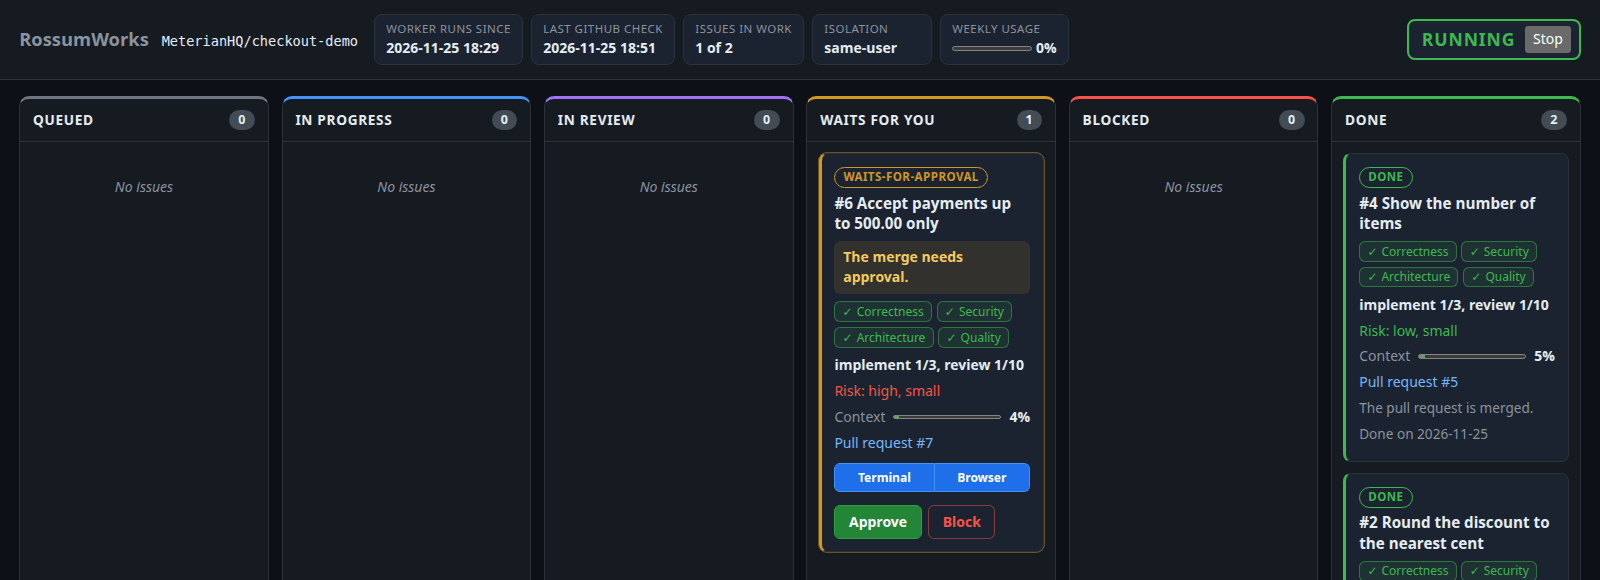 RossumWorks MeterianHQ/checkout-demo
WORKER RUNS SINCE
2026-11-25 18:29
LAST GITHUB CHECK
2026-11-25 18:51
ISSUES IN WORK
1 of 2
ISOLATION
same-user
WEEKLY USAGE
0%
RUNNING Stop
QUEUED 0
No Issues
IN PROGRESS 0
No Issues
IN REVIEW 0
No Issues
WAITS FOR YOU 1
WAITS-FOR-APPROVAL
#6 Accept payments up
to 500.00 only
The merge needs
approval.
✓ Correctness ✓ Security
✓ Architecture ✓ Quality
implement 1/3, review 1/10
Risk: high, small
Context 4%
Pull request #7
Terminal Browser
Approve Block
BLOCKED 0
No Issues
DONE 2
DONE
#4 Show the number of
items
✓ Correctness ✓ Security
✓ Architecture ✓ Quality
implement 1/3, review 1/10
Risk: low, small
Context 5%
Pull request #5
The pull request is merged.
Done on 2026-11-25
DONE
#2 Round the discount to
the nearest cent
✓ Correctness ✓ Security